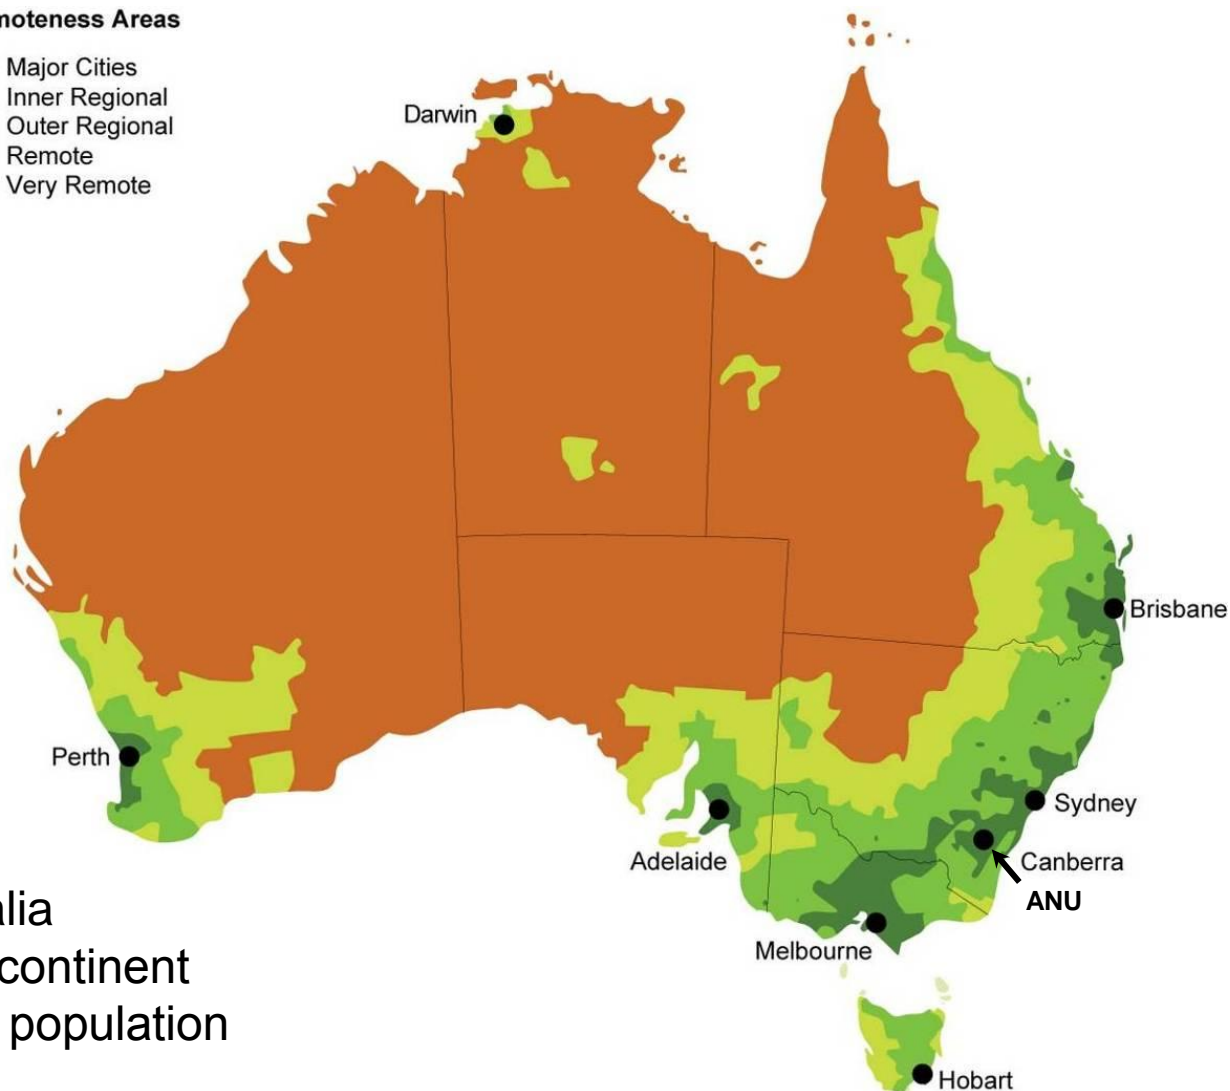 moteness Areas
Major Cities
Inner Regional
Outer Regional
Remote
Very Remote
Darwin
Brisbane
Perth
Sydney
Adelaide
Canberra
ANU
Melbourne
alia
continent
population
Hobart